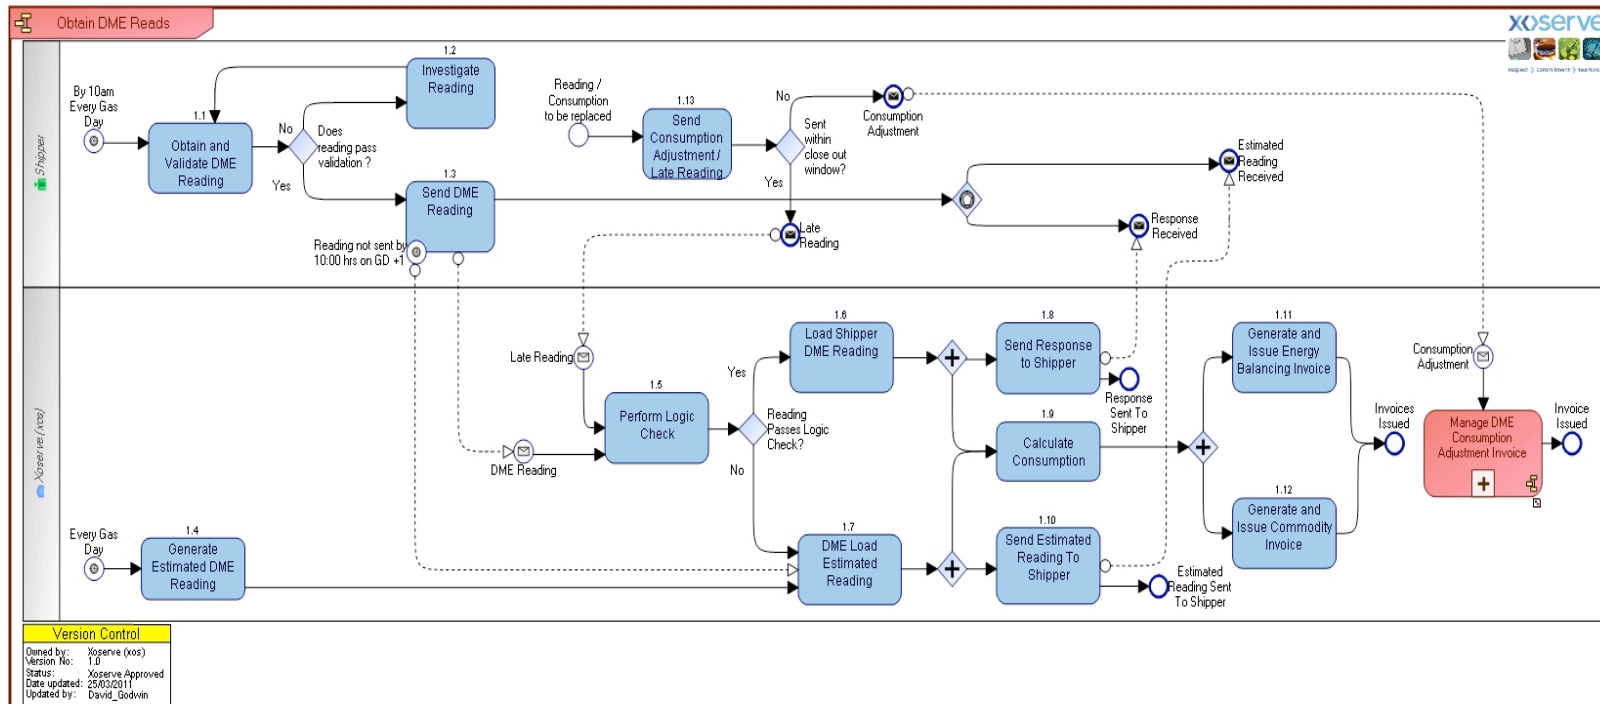 Obtain DME Reads
xoserve
respect > commitment > teamwork
Shipper
By 10am
Every Gas
Day
1.1
Obtain and
Validate DME
Reading
No
Yes
Does
reading pass
validation ?
1.2
Investigate
Reading
1.3
Send DME
Reading
Reading not sent by
10:00 hrs on GD +1
Reading /
Consumption
to be replaced
1.13
Send
Consumption
Adjustment /
Late Reading
No
Yes
Sent
within
close out
window?
Consumption
Adjustment
Late
Reading
Estimated
Reading
Received
Response
Received
Xoserve (xos)
Late Reading
DME Reading
1.5
Perform Logic
Check
Yes
No
Reading
Passes Logic
Check?
1.6
Load Shipper
DME Reading
1.8
Send Response
to Shipper
Response
Sent To
Shipper
1.9
Calculate
Consumption
1.11
Generate and
Issue Energy
Balancing Invoice
1.12
Generate and
Issue Commodity
Invoice
Invoices
Issued
Consumption
Adjustment
Manage DME
Consumption
Adjustment Invoice
Invoice
Issued
Every Gas
Day
1.4
Generate
Estimated DME
Reading
1.7
DME Load
Estimated
Reading
1.10
Send Estimated
Reading To
Shipper
Estimated
Reading Sent
To Shipper
Version Control
Owned by: Xoserve (xos)
Version No: 1.0
Status: Xoserve Approved
Date updated: 25/03/2011
Updated by: David_Godwin